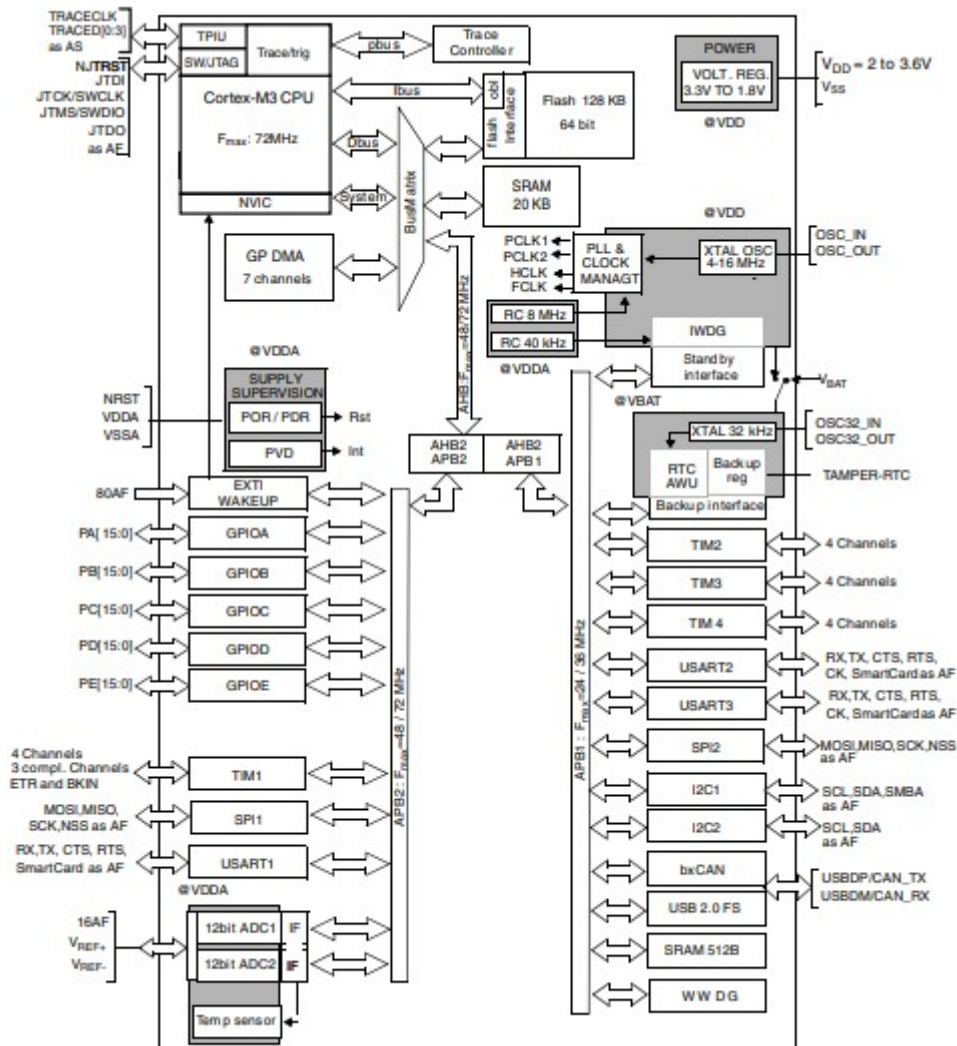 TRACECLK
TRACED[0:3]
as AS
NJTRST
JTDI
JTCK/SWCLK
JTMS/SWDIO
JTDO
as AF
TPIU
SW/JTAG
Trace/trig
Cortex-M3 CPU
Fmax: 72MHz
NVIC
pbus
Trace
Controller
Ibus
Dbus
System
BusMatrix
flash obl
Interface
Flash 128 KB
64 bit
SRAM
20 KB
GP DMA
7 channels
POWER
VOLT. REG.
3.3V TO 1.8V
@VDD
VDD = 2 to 3.6V
VSS
@VDD
PCLK1
PCLK2
HCLK
FCLK
PLL &
CLOCK
MANAGT
XTAL OSC
4-16 MHz
OSC_IN
OSC_OUT
RC 8 MHz
RC 40 kHz
@VDDA
IWDG
Standby
interface
@VBAT
VBAT
XTAL 32 kHz
OSC32_IN
OSC32_OUT
RTC
AWU
Backup
reg
TAMPER-RTC
Backup interface
AHB:Fmax=48/72 MHz
@VDDA
SUPPLY
SUPERVISION
NRST
VDDA
VSSA
POR / PDR
Rst
PVD
Int
AHB2
APB2
AHB2
APB1
80AF
EXTI
WAKEUP
PA[ 15:0]
GPIOA
PB[ 15:0]
GPIOB
PC[15:0]
GPIOC
PD[15:0]
GPIOD
PE[15:0]
GPIOE
4 Channels
3 compl. Channels
ETR and BKIN
TIM1
MOSI,MISO,
SCK,NSS as AF
SPI1
RX,TX, CTS, RTS,
SmartCard as AF
USART1
@VDDA
16AF
VREF+
VREF-
12bit ADC1
IF
12bit ADC2
IF
Temp sensor
APB2 : Fmax=48 / 72 MHz
APB1 : Fmax=24 / 36 MHz
TIM2
4 Channels
TIM3
4 Channels
TIM 4
4 Channels
USART2
RX,TX, CTS, RTS,
CK, SmartCard as AF
USART3
RX,TX, CTS, RTS,
CK, SmartCard as AF
SPI2
MOSI,MISO,SCK,NSS
as AF
I2C1
SCL,SDA,SMBA
as AF
I2C2
SCL,SDA
as AF
bxCAN
USBDP/CAN_TX
USBDM/CAN_RX
USB 2.0 FS
SRAM 512B
WW DG